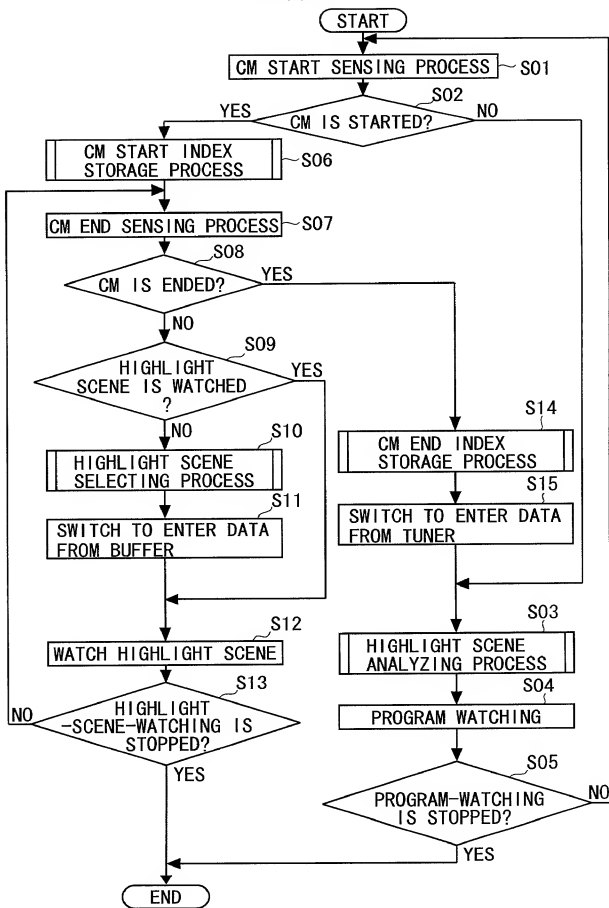 START
CM START SENSING PROCESS
S01
S02
YES
CM IS STARTED?
NO
CM START INDEX
STORAGE PROCESS
S06
CM END SENSING PROCESS
S07
S08
CM IS ENDED?
YES
NO
S09
HIGHLIGHT
SCENE IS WATCHED
?
YES
NO
S10
HIGHLIGHT SCENE
SELECTING PROCESS
S11
SWITCH TO ENTER DATA
FROM BUFFER
S14
CM END INDEX
STORAGE PROCESS
S15
SWITCH TO ENTER DATA
FROM TUNER
S12
WATCH HIGHLIGHT SCENE
S13
HIGHLIGHT
-SCENE-WATCHING IS
STOPPED?
NO
YES
S03
HIGHLIGHT SCENE
ANALYZING PROCESS
S04
PROGRAM WATCHING
S05
PROGRAM-WATCHING
IS STOPPED?
NO
YES
END